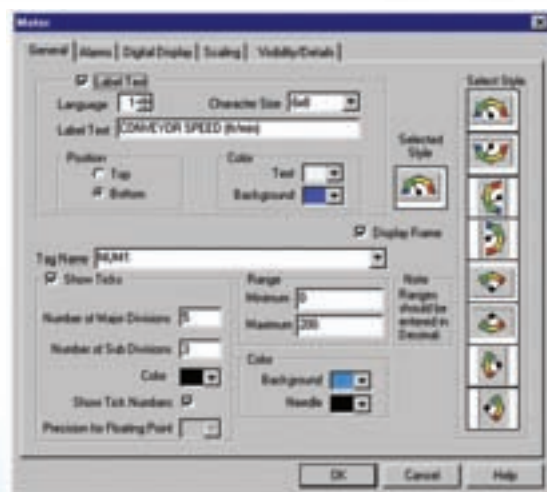 Meter
General Alarms Digital Display Scaling Visibility/Details
Label Text
Language 1 Character Size 6x8
Label Text CONVEYOR SPEED (ft/min)
Position
Top
Bottom
Color
Text
Background
Selected Style
Select Style
Display Frame
Tag Name NUM1
Show Ticks
Number of Major Divisions 5
Number of Sub Divisions 3
Color
Show Tick Numbers
Precision for Floating Point
Range
Minimum 0
Maximum 200
Note
Ranges should be entered in Decimal.
Color
Background
Needle
OK Cancel Help